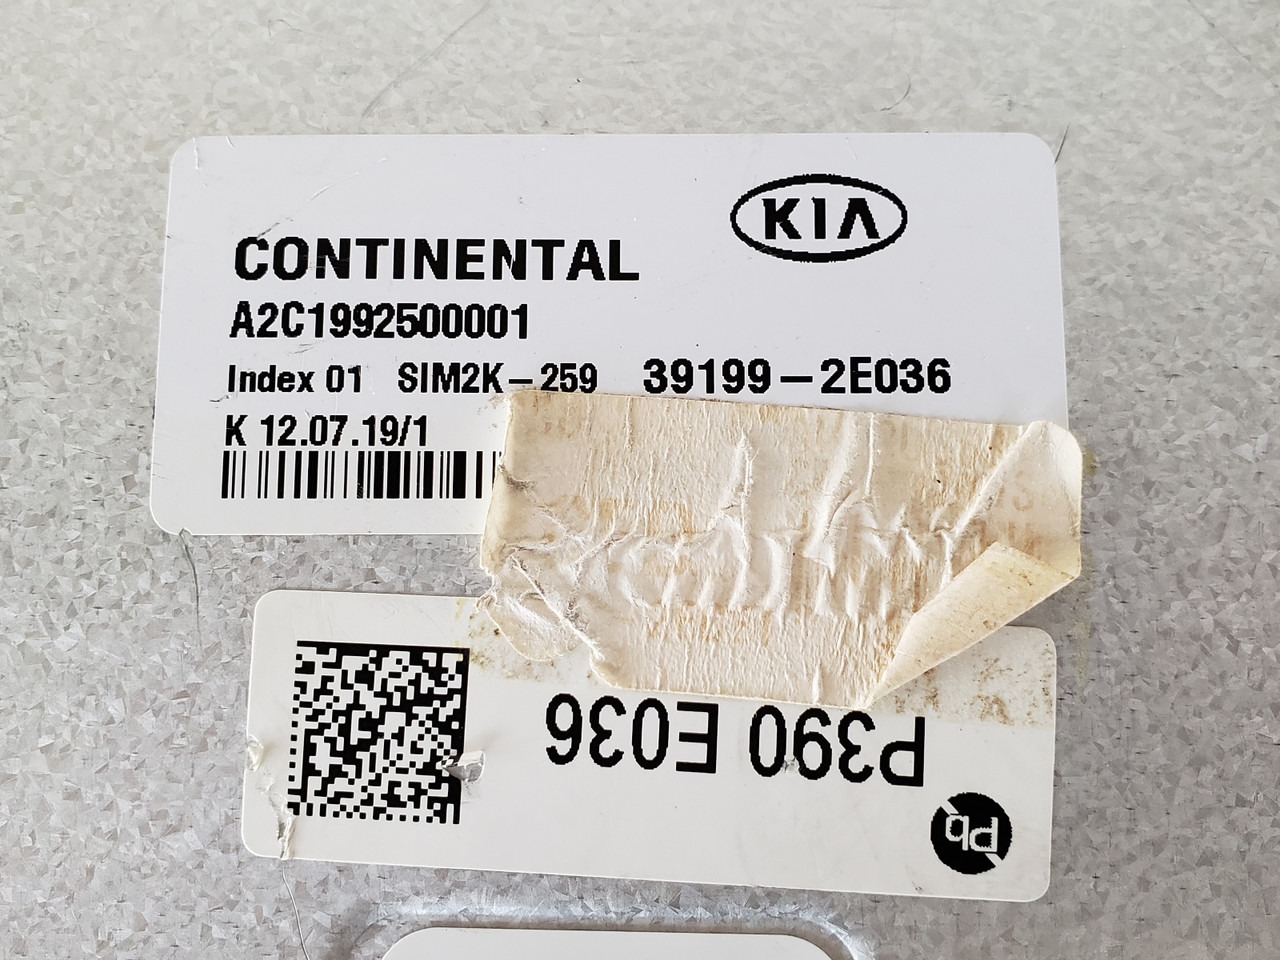 KIA
CONTINENTAL
A2C1992500001
Index 01 SIM2K-259 39199-2E036
K 12.07.19/1
P390 E036
Pb